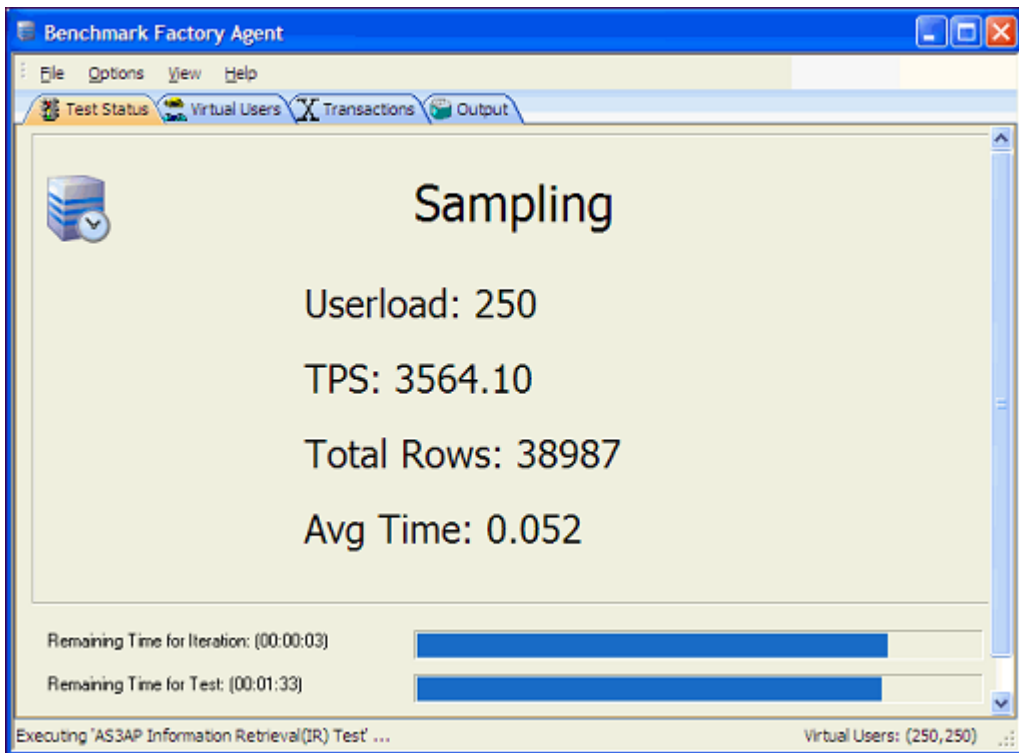 Benchmark Factory Agent
File Options View Help
Test Status Virtual Users Transactions Output
Sampling
Userload: 250
TPS: 3564.10
Total Rows: 38987
Avg Time: 0.052
Remaining Time for Iteration: (00:00:03)
Remaining Time for Test: (00:01:33)
Executing 'AS3AP Information Retrieval(IR) Test' ... Virtual Users: (250,250)